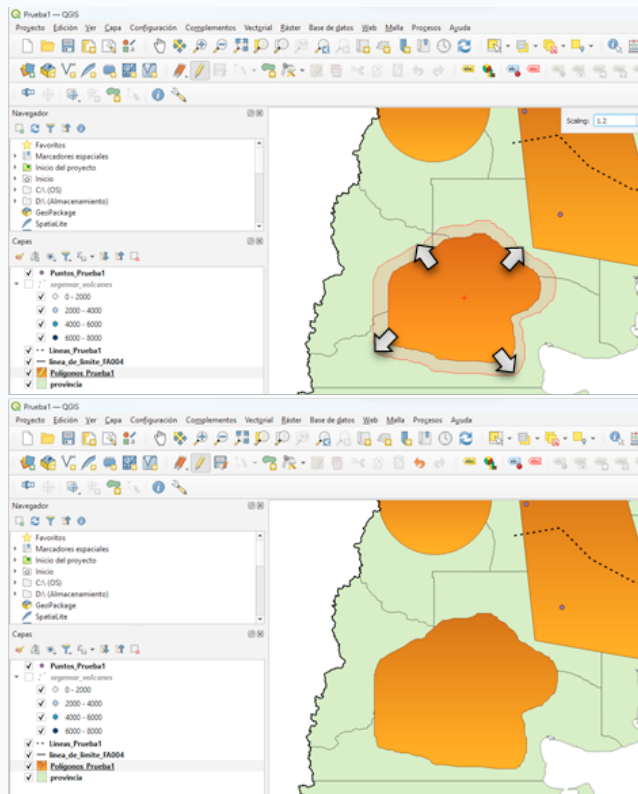 Prueba1 — QGIS
Proyecto Edición Ver Capa Configuración Complementos Vectorial Ráster Base de datos Web Malla Procesos Ayuda
Navegador
Favoritos
Marcadores espaciales
Inicio del proyecto
Inicio
C:\ (OS)
D:\ (Almacenamiento)
GeoPackage
SpatiaLite
Scaling: 1.2
Capas
Puntos_Prueba1
segemar_volcanes
0 - 2000
2000 - 4000
4000 - 6000
6000 - 8000
Lineas_Prueba1
linea_de_limite_FA004
Polígonos_Prueba1
provincia
Prueba1 — QGIS
Proyecto Edición Ver Capa Configuración Complementos Vectorial Ráster Base de datos Web Malla Procesos Ayuda
Navegador
Favoritos
Marcadores espaciales
Inicio del proyecto
Inicio
C:\ (OS)
D:\ (Almacenamiento)
GeoPackage
SpatiaLite
Capas
Puntos_Prueba1
segemar_volcanes
0 - 2000
2000 - 4000
4000 - 6000
6000 - 8000
Lineas_Prueba1
linea_de_limite_FA004
Polígonos_Prueba1
provincia